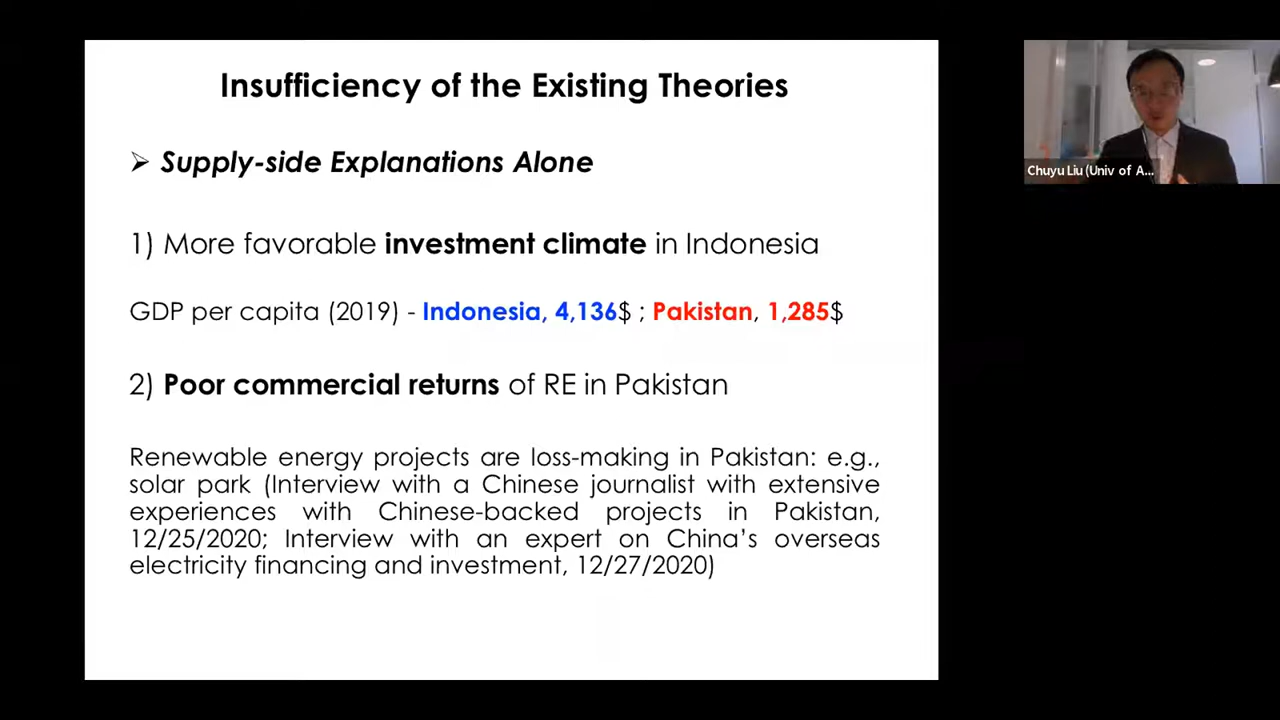 Insufficiency of the Existing Theories
➢ Supply-side Explanations Alone
1) More favorable investment climate in Indonesia
GDP per capita (2019) - Indonesia, 4,136$ ; Pakistan, 1,285$
2) Poor commercial returns of RE in Pakistan
Renewable energy projects are loss-making in Pakistan: e.g.,
solar park (Interview with a Chinese journalist with extensive
experiences with Chinese-backed projects in Pakistan,
12/25/2020; Interview with an expert on China’s overseas
electricity financing and investment, 12/27/2020)
Chuyu Liu (Univ of A...